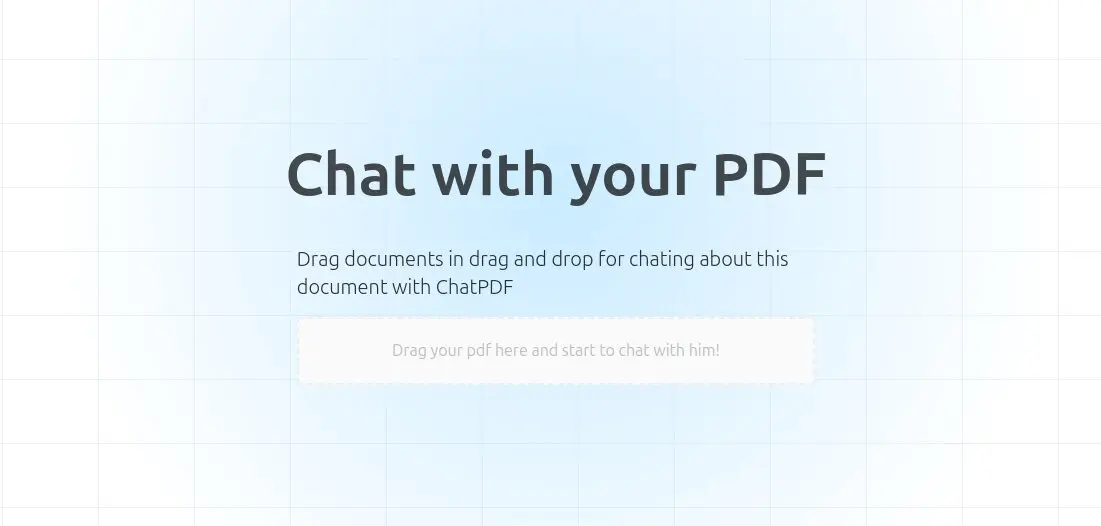 Chat with your PDF
Drag documents in drag and drop for chating about this
document with ChatPDF
Drag your pdf here and start to chat with him!